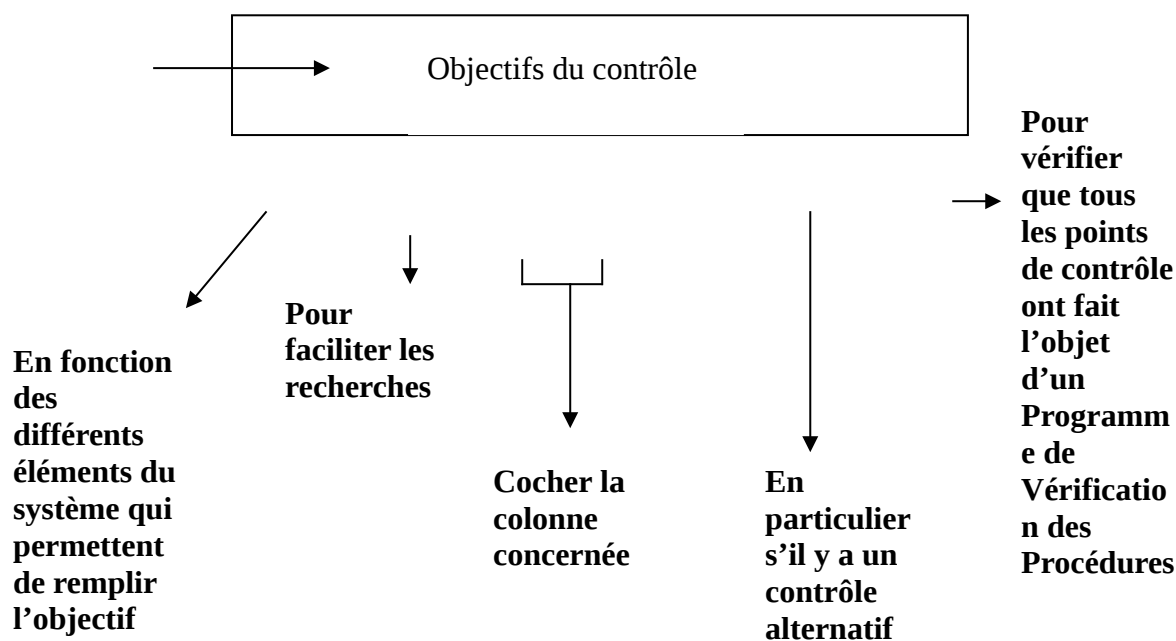 Objectifs du contrôle
En fonction
des
différents
éléments du
système qui
permettent
de remplir
l’objectif
Pour
faciliter les
recherches
Cocher la
colonne
concernée
En
particulier
s’il y a un
contrôle
alternatif
Pour
vérifier
que tous
les points
de contrôle
ont fait
l’objet
d’un
Programm
e de
Vérificatio
n des
Procédures